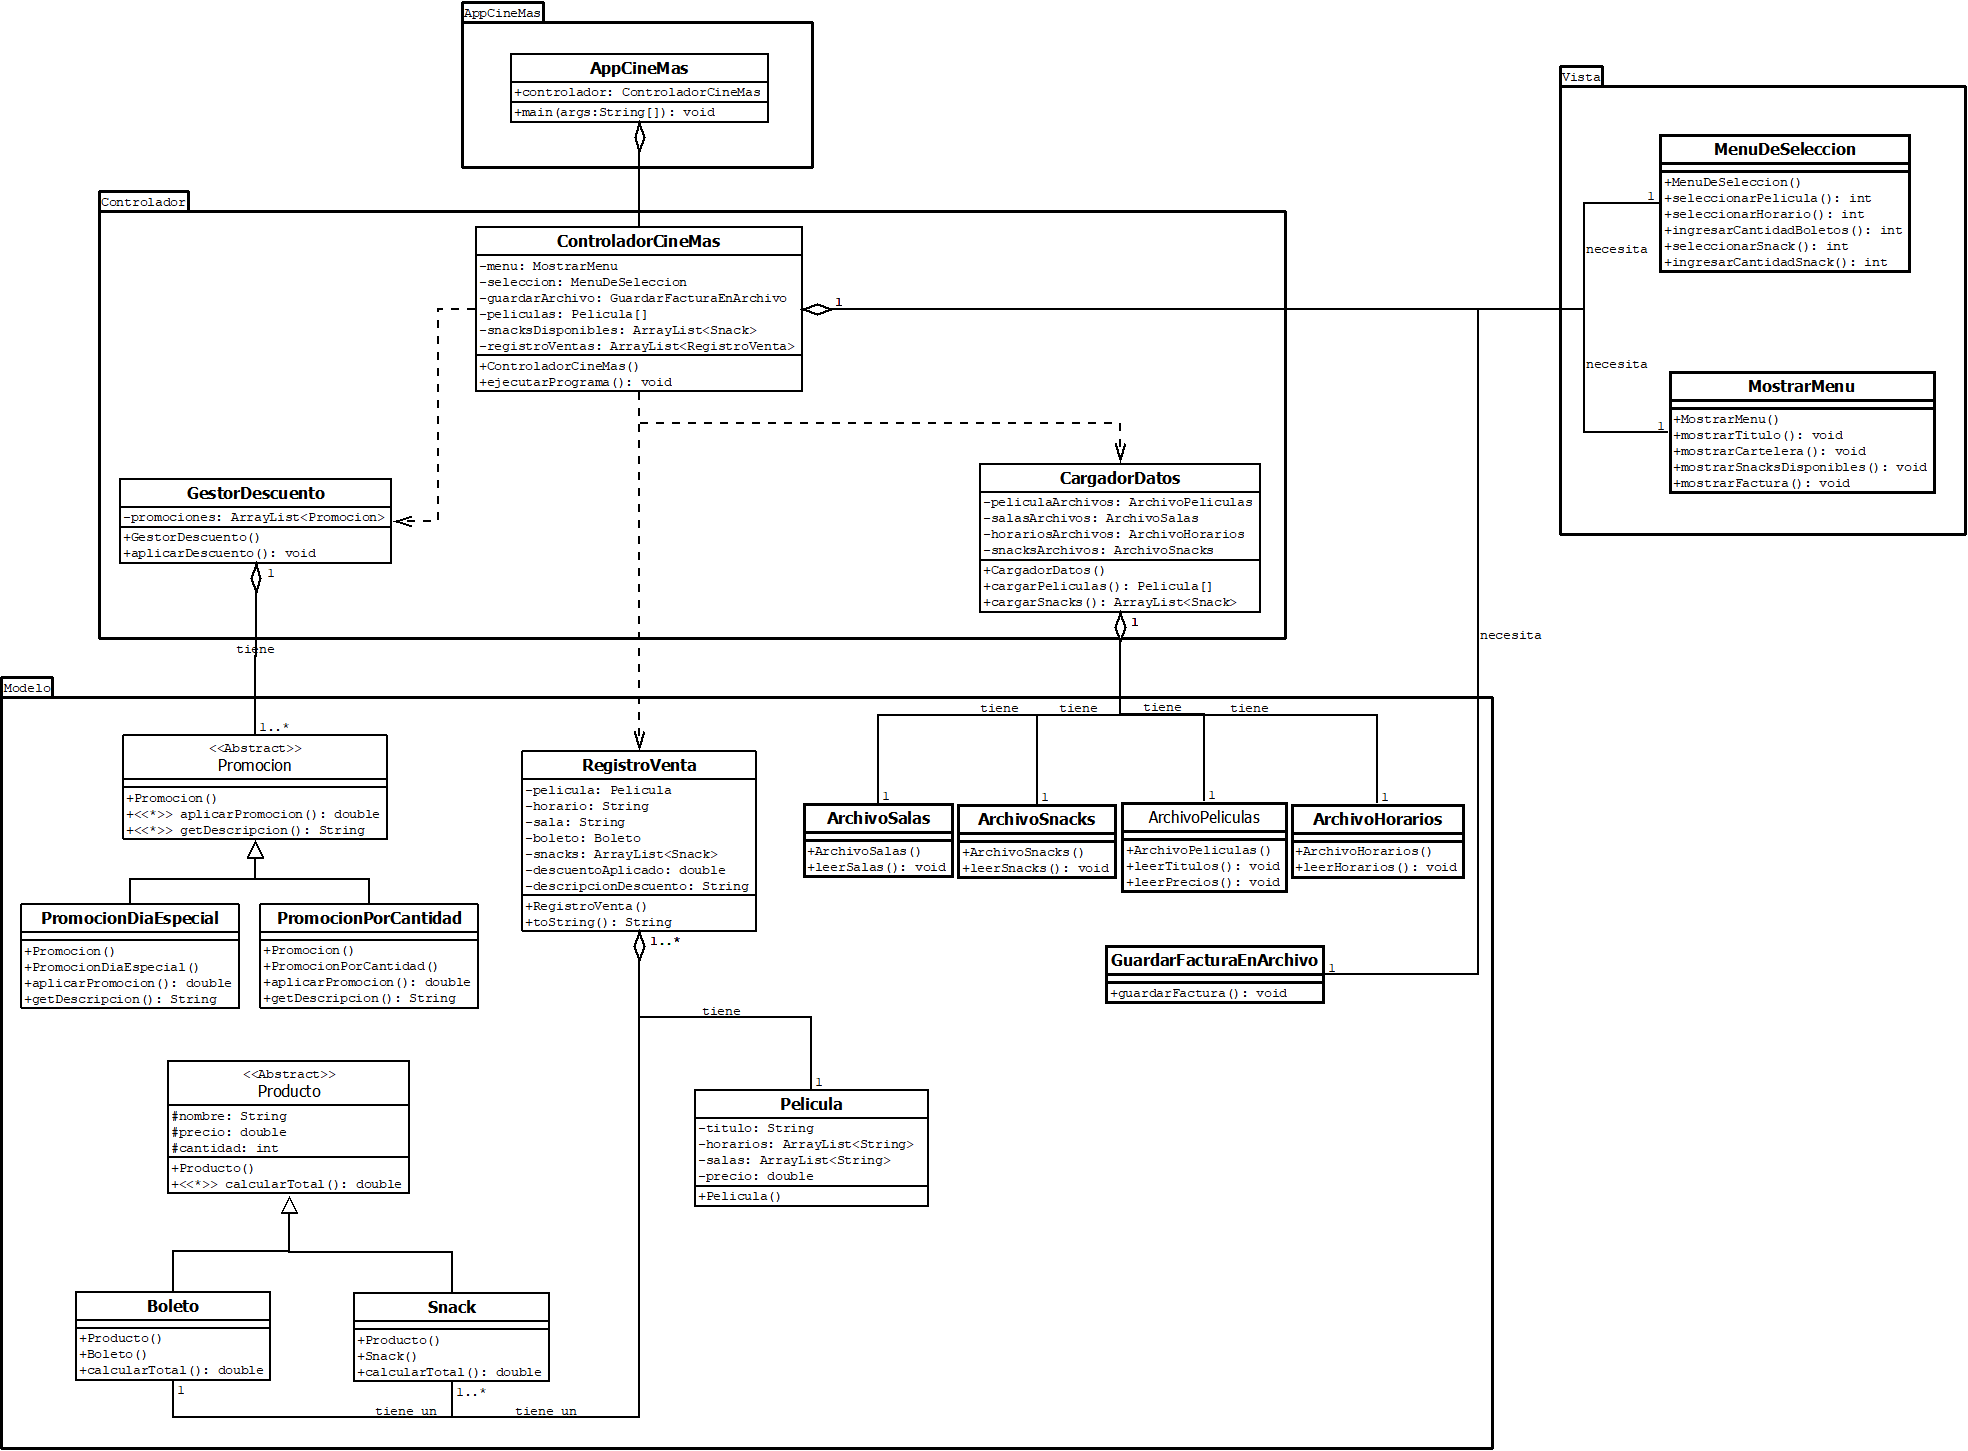 AppCineMas
AppCineMas
+controlador: ControladorCineMas
+main(args:String[]): void
Vista
MenuDeSeleccion
+MenuDeSeleccion()
+seleccionarPelicula(): int
+seleccionarHorario(): int
+ingresarCantidadBoletos(): int
+seleccionarSnack(): int
+ingresarCantidadSnack(): int
1
necesita
necesita
1
MostrarMenu
+MostrarMenu()
+mostrarTitulo(): void
+mostrarCartelera(): void
+mostrarSnacksDisponibles(): void
+mostrarFactura(): void
Controlador
ControladorCineMas
-menu: MostrarMenu
-seleccion: MenuDeSeleccion
-guardarArchivo: GuardarFacturaEnArchivo
-peliculas: Pelicula[]
-snacksDisponibles: ArrayList<Snack>
-registroVentas: ArrayList<RegistroVenta>
+ControladorCineMas()
+ejecutarPrograma(): void
1
GestorDescuento
-promociones: ArrayList<Promocion>
+GestorDescuento()
+aplicarDescuento(): void
1
tiene
1..*
CargadorDatos
-peliculaArchivos: ArchivoPeliculas
-salasArchivos: ArchivoSalas
-horariosArchivos: ArchivoHorarios
-snacksArchivos: ArchivoSnacks
+CargadorDatos()
+cargarPeliculas(): Pelicula[]
+cargarSnacks(): ArrayList<Snack>
1
necesita
Modelo
<<Abstract>>
Promocion
+Promocion()
+<<*>> aplicarPromocion(): double
+<<*>> getDescripcion(): String
PromocionDiaEspecial
+Promocion()
+PromocionDiaEspecial()
+aplicarPromocion(): double
+getDescripcion(): String
PromocionPorCantidad
+Promocion()
+PromocionPorCantidad()
+aplicarPromocion(): double
+getDescripcion(): String
RegistroVenta
-pelicula: Pelicula
-horario: String
-sala: String
-boleto: Boleto
-snacks: ArrayList<Snack>
-descuentoAplicado: double
-descripcionDescuento: String
+RegistroVenta()
+toString(): String
1..*
tiene
tiene
tiene
tiene
1
1
1
1
ArchivoSalas
+ArchivoSalas()
+leerSalas(): void
ArchivoSnacks
+ArchivoSnacks()
+leerSnacks(): void
ArchivoPeliculas
+ArchivoPeliculas()
+leerTitulos(): void
+leerPrecios(): void
ArchivoHorarios
+ArchivoHorarios()
+leerHorarios(): void
GuardarFacturaEnArchivo
+guardarFactura(): void
1
tiene
1
Pelicula
-titulo: String
-horarios: ArrayList<String>
-salas: ArrayList<String>
-precio: double
+Pelicula()
<<Abstract>>
Producto
#nombre: String
#precio: double
#cantidad: int
+Producto()
+<<*>> calcularTotal(): double
Boleto
+Producto()
+Boleto()
+calcularTotal(): double
1
Snack
+Producto()
+Snack()
+calcularTotal(): double
1..*
tiene un
tiene un